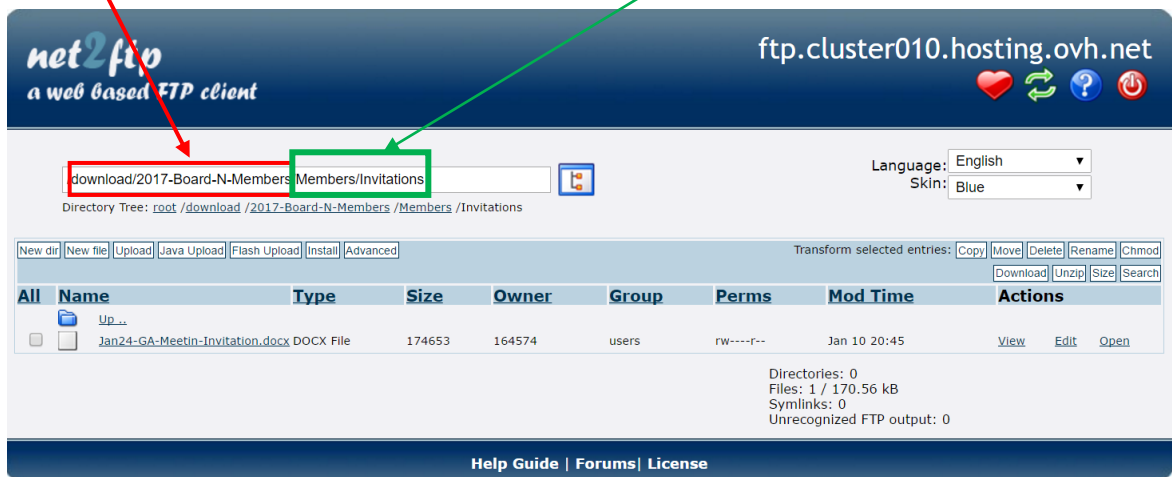 net2ftp
a web based FTP client
ftp.cluster010.hosting.ovh.net
/download/2017-Board-N-Members/Members/Invitations
Directory Tree: root /download /2017-Board-N-Members /Members /Invitations
Language: English
Skin: Blue
New dir New file Upload Java Upload Flash Upload Install Advanced
Transform selected entries: Copy Move Delete Rename Chmod
Download Unzip Size Search
All Name Type Size Owner Group Perms Mod Time Actions
Up ..
Jan24-GA-Meetin-Invitation.docx DOCX File 174653 164574 users rw----r-- Jan 10 20:45 View Edit Open
Directories: 0
Files: 1 / 170.56 kB
Symlinks: 0
Unrecognized FTP output: 0
Help Guide | Forums| License